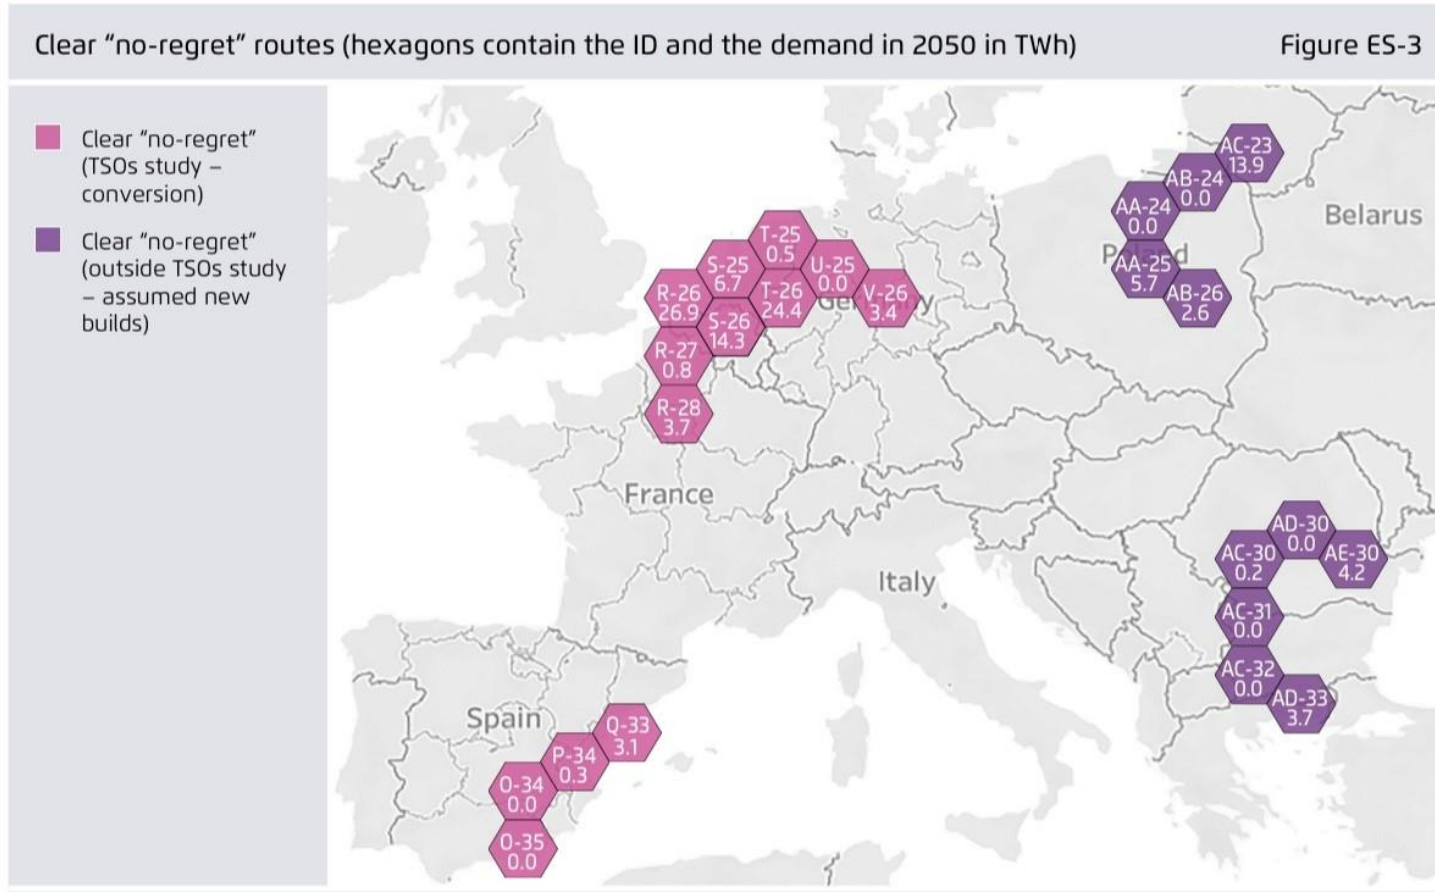 Clear “no-regret” routes (hexagons contain the ID and the demand in 2050 in TWh)
Figure ES-3
Clear “no-regret”
(TSOs study –
conversion)
Clear “no-regret”
(outside TSOs study
– assumed new
builds)
AC-23
13.9
AB-24
0.0
AA-24
0.0
Belarus
Poland
AA-25
5.7
AB-26
2.6
T-25
0.5
S-25
6.7
U-25
0.0
R-26
26.9
T-26
24.4
Germany
V-26
3.4
S-26
14.3
R-27
0.8
R-28
3.7
France
Italy
AD-30
0.0
AC-30
0.2
AE-30
4.2
AC-31
0.0
AC-32
0.0
AD-33
3.7
Spain
Q-33
3.1
P-34
0.3
O-34
0.0
O-35
0.0